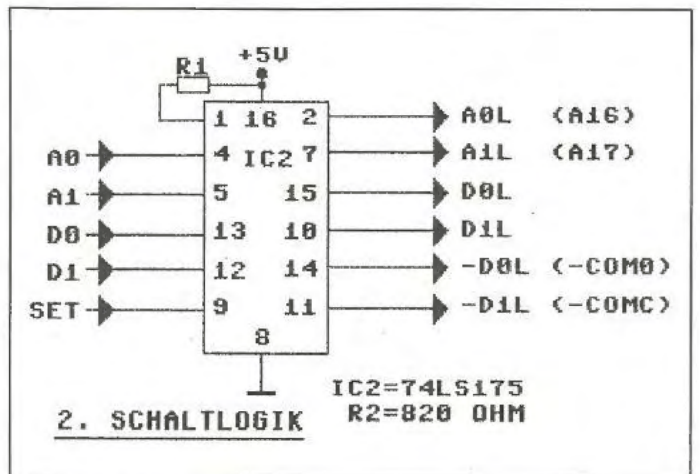 +5V
R1
1 16 2 A0L (A16)
A0 4 IC2 7 A1L (A17)
A1 5 15 D0L
D0 13 10 D1L
D1 12 14 -D0L (-COM0)
SET 9 11 -D1L (-COMC)
8
IC2=74LS175
2. SCHALTLOGIK R2=820 OHM